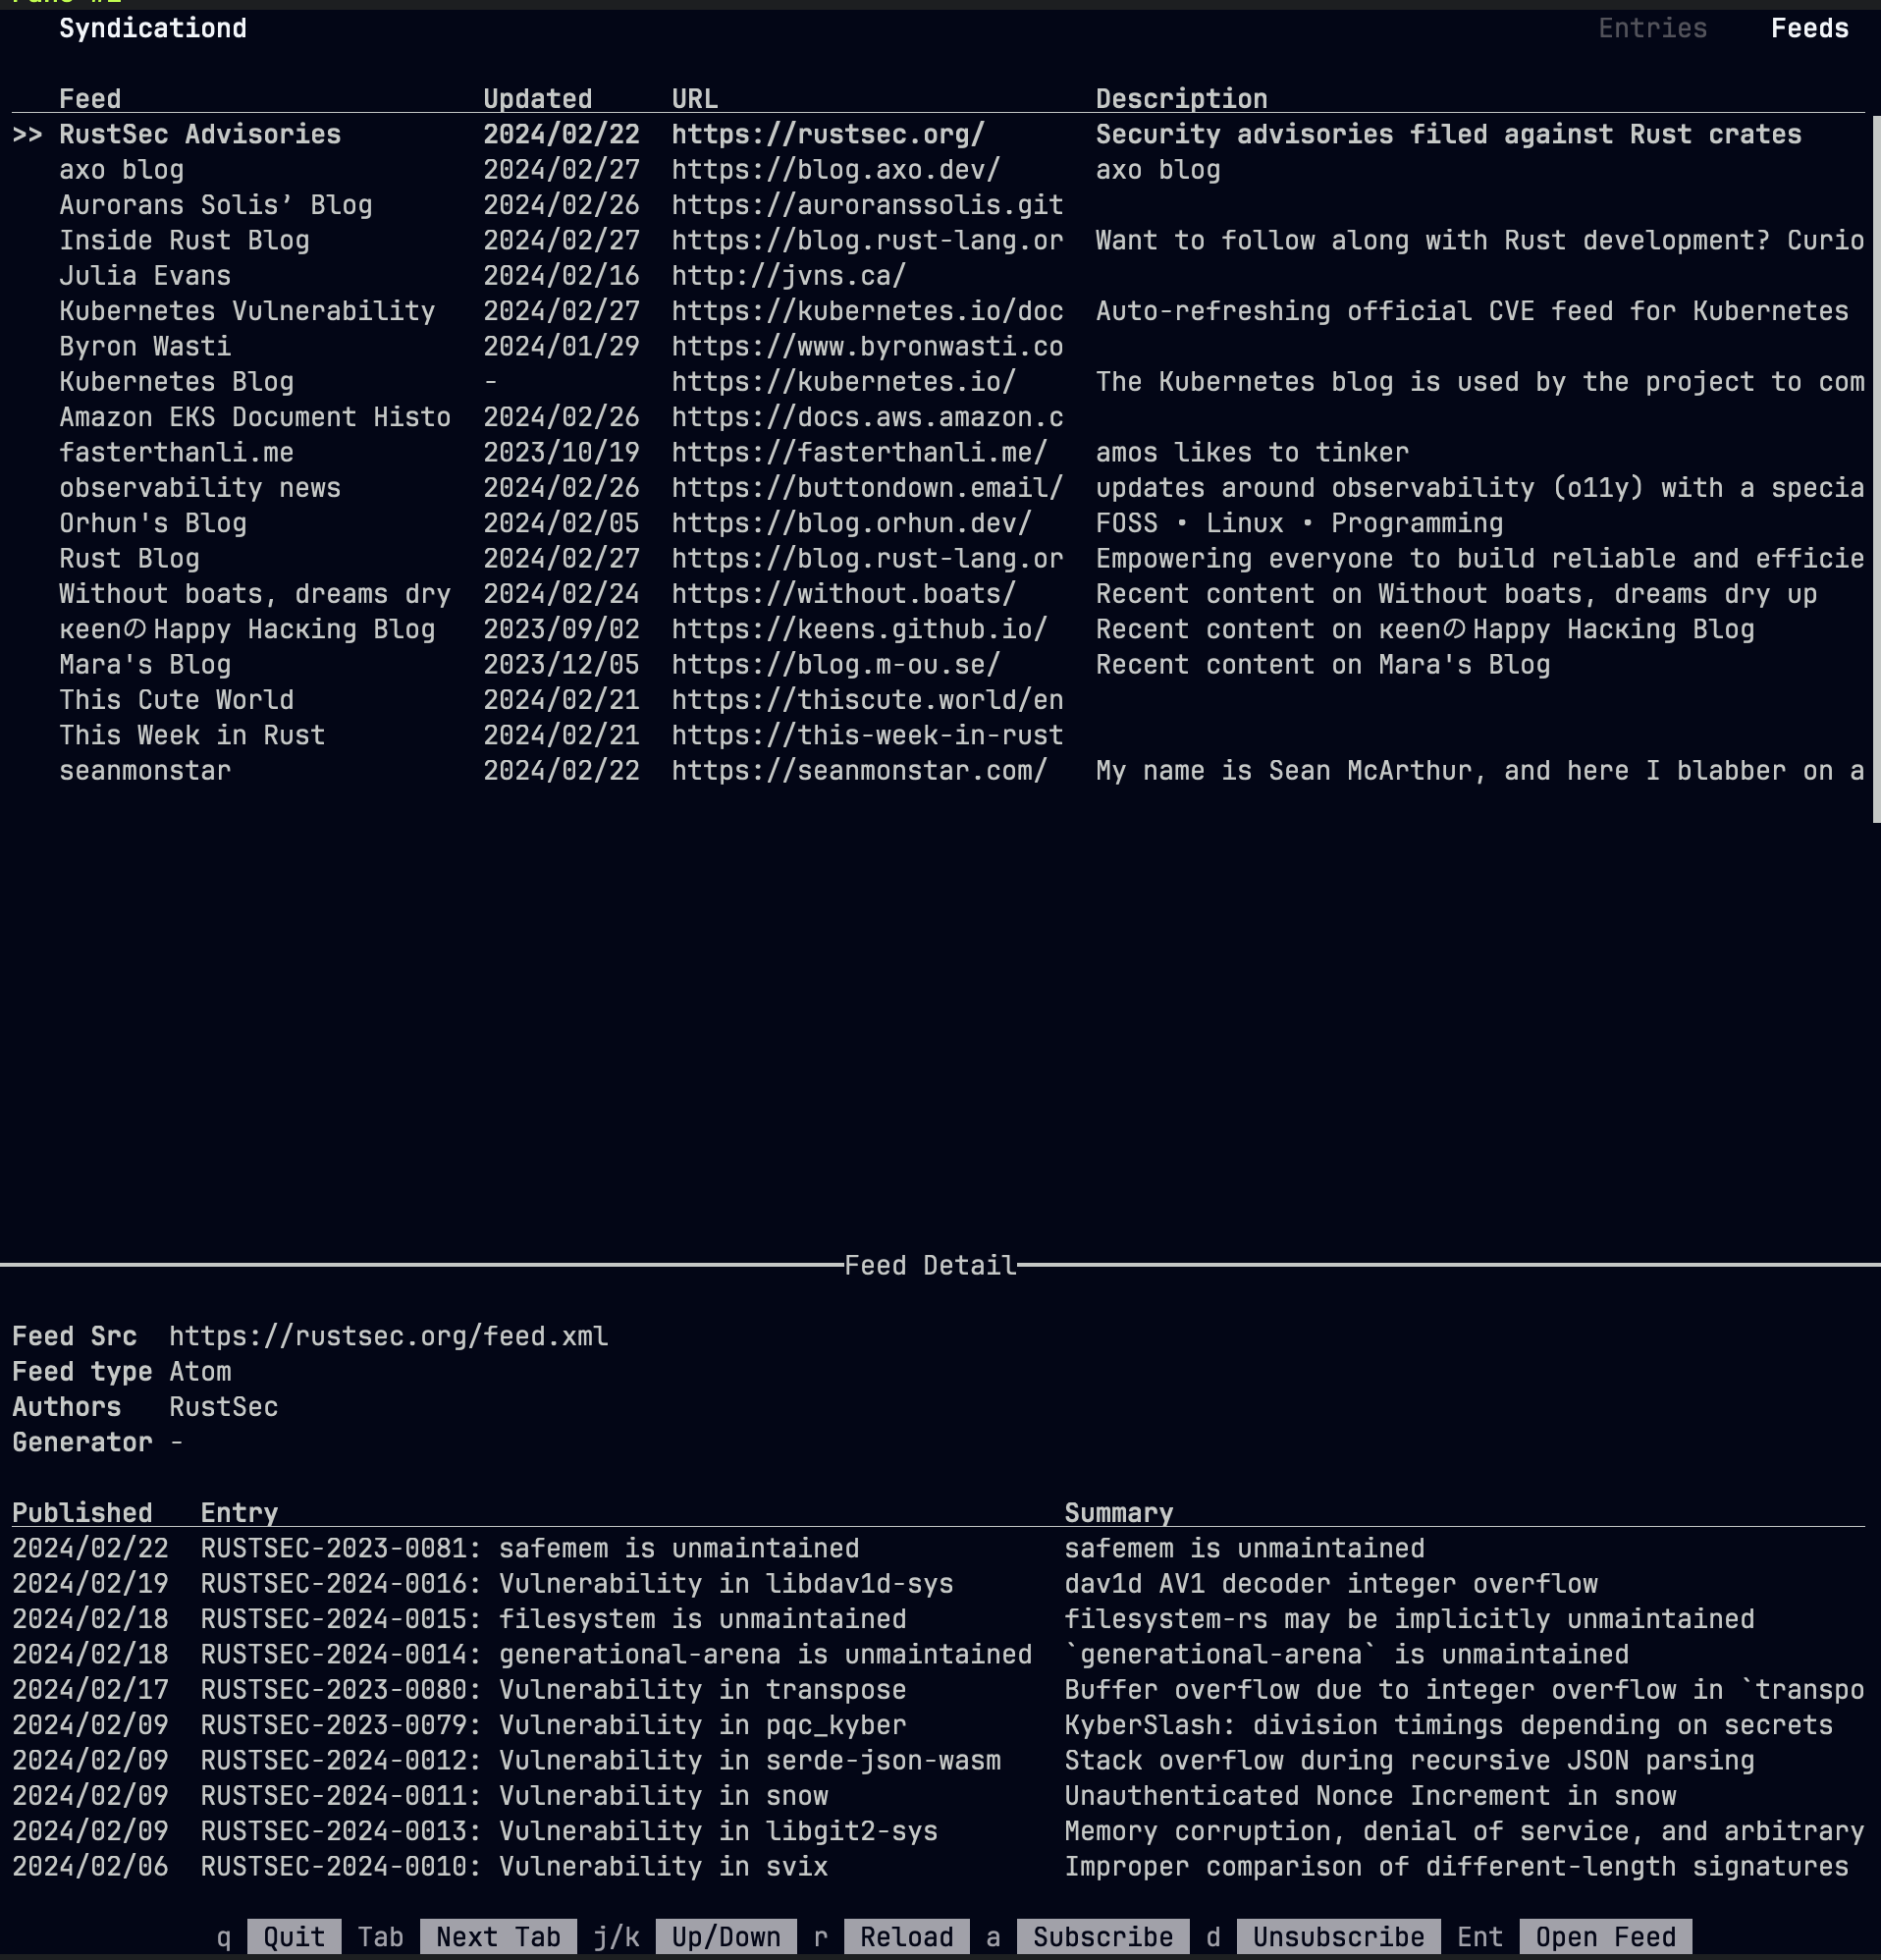 Syndicationd Entries Feeds
Feed Updated URL Description
>> RustSec Advisories 2024/02/22 https://rustsec.org/ Security advisories filed against Rust crates
axo blog 2024/02/27 https://blog.axo.dev/ axo blog
Aurorans Solis’ Blog 2024/02/26 https://auroranssolis.git
Inside Rust Blog 2024/02/27 https://blog.rust-lang.or Want to follow along with Rust development? Curio
Julia Evans 2024/02/16 http://jvns.ca/
Kubernetes Vulnerability 2024/02/27 https://kubernetes.io/doc Auto-refreshing official CVE feed for Kubernetes
Byron Wasti 2024/01/29 https://www.byronwasti.co
Kubernetes Blog - https://kubernetes.io/ The Kubernetes blog is used by the project to com
Amazon EKS Document Histo 2024/02/26 https://docs.aws.amazon.c
fasterthanli.me 2023/10/19 https://fasterthanli.me/ amos likes to tinker
observability news 2024/02/26 https://buttondown.email/ updates around observability (o11y) with a specia
Orhun's Blog 2024/02/05 https://blog.orhun.dev/ FOSS • Linux • Programming
Rust Blog 2024/02/27 https://blog.rust-lang.or Empowering everyone to build reliable and efficie
Without boats, dreams dry 2024/02/24 https://without.boats/ Recent content on Without boats, dreams dry up
κeenのHappy Hacκing Blog 2023/09/02 https://keens.github.io/ Recent content on κeenのHappy Hacκing Blog
Mara's Blog 2023/12/05 https://blog.m-ou.se/ Recent content on Mara's Blog
This Cute World 2024/02/21 https://thiscute.world/en
This Week in Rust 2024/02/21 https://this-week-in-rust
seanmonstar 2024/02/22 https://seanmonstar.com/ My name is Sean McArthur, and here I blabber on a
Feed Detail
Feed Src https://rustsec.org/feed.xml
Feed type Atom
Authors RustSec
Generator -
Published Entry Summary
2024/02/22 RUSTSEC-2023-0081: safemem is unmaintained safemem is unmaintained
2024/02/19 RUSTSEC-2024-0016: Vulnerability in libdav1d-sys dav1d AV1 decoder integer overflow
2024/02/18 RUSTSEC-2024-0015: filesystem is unmaintained filesystem-rs may be implicitly unmaintained
2024/02/18 RUSTSEC-2024-0014: generational-arena is unmaintained `generational-arena` is unmaintained
2024/02/17 RUSTSEC-2023-0080: Vulnerability in transpose Buffer overflow due to integer overflow in `transpo
2024/02/09 RUSTSEC-2023-0079: Vulnerability in pqc_kyber KyberSlash: division timings depending on secrets
2024/02/09 RUSTSEC-2024-0012: Vulnerability in serde-json-wasm Stack overflow during recursive JSON parsing
2024/02/09 RUSTSEC-2024-0011: Vulnerability in snow Unauthenticated Nonce Increment in snow
2024/02/09 RUSTSEC-2024-0013: Vulnerability in libgit2-sys Memory corruption, denial of service, and arbitrary
2024/02/06 RUSTSEC-2024-0010: Vulnerability in svix Improper comparison of different-length signatures
q Quit Tab Next Tab j/k Up/Down r Reload a Subscribe d Unsubscribe Ent Open Feed